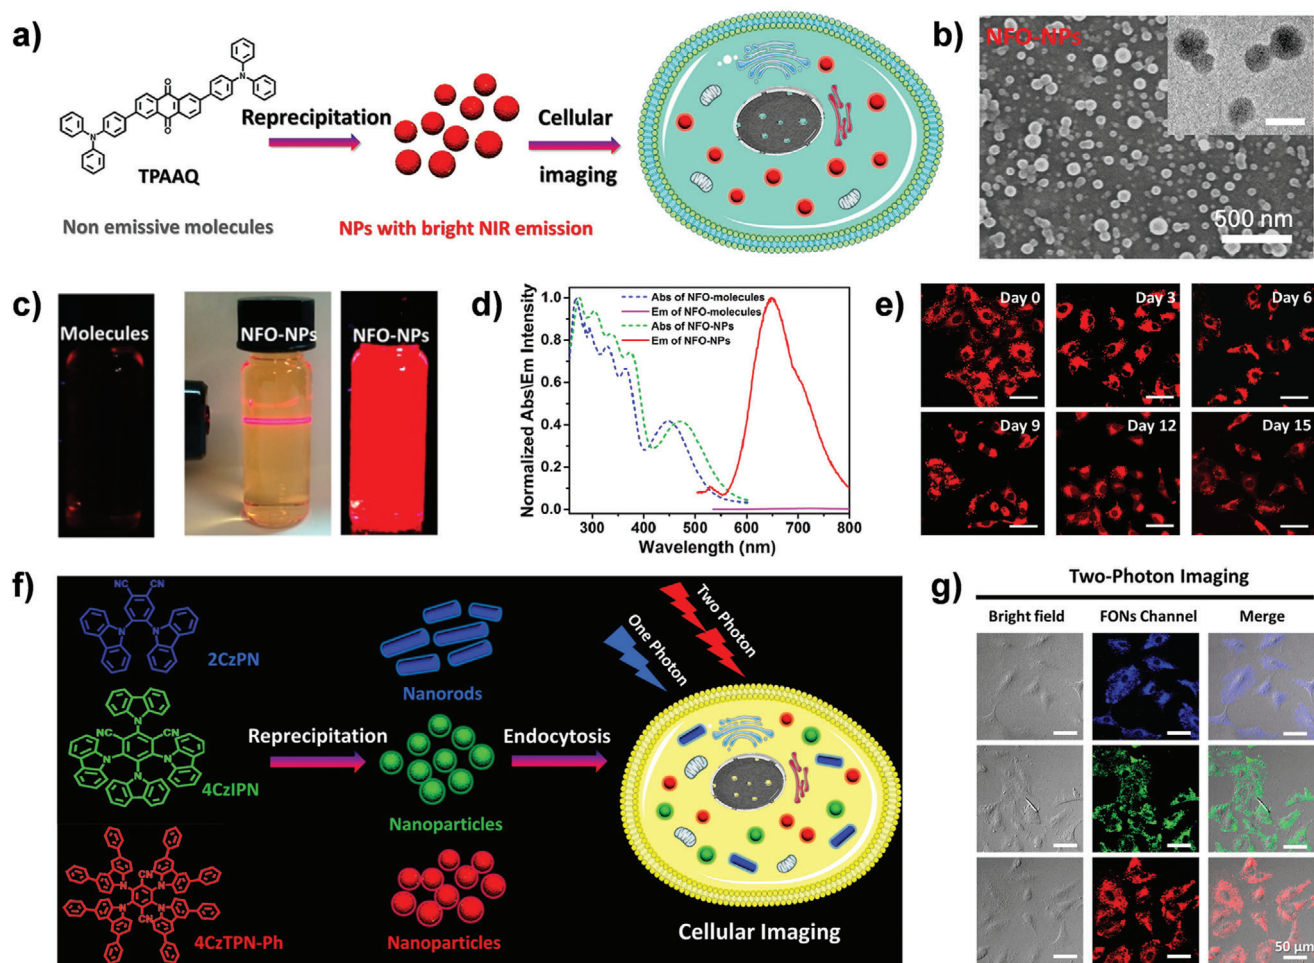 a)
O
O
N
N
TPAAQ
Non emissive molecules
Reprecipitation
NPs with bright NIR emission
Cellular
imaging
b)
NFO-NPs
500 nm
c)
Molecules
NFO-NPs
NFO-NPs
d)
Normalized Abs\Em Intensity
1.0
0.8
0.6
0.4
0.2
0.0
Abs of NFO-molecules
Em of NFO-molecules
Abs of NFO-NPs
Em of NFO-NPs
300 400 500 600 700 800
Wavelength (nm)
e)
Day 0
Day 3
Day 6
Day 9
Day 12
Day 15
f)
NC
CN
N
N
2CzPN
N
NC
CN
N
N
N
4CzIPN
CN
N
N
N
N
CN
4CzTPN-Ph
Reprecipitation
Nanorods
Nanoparticles
Nanoparticles
Endocytosis
One Photon
Two Photon
Cellular Imaging
g)
Two-Photon Imaging
Bright field
FONs Channel
Merge
50 μm